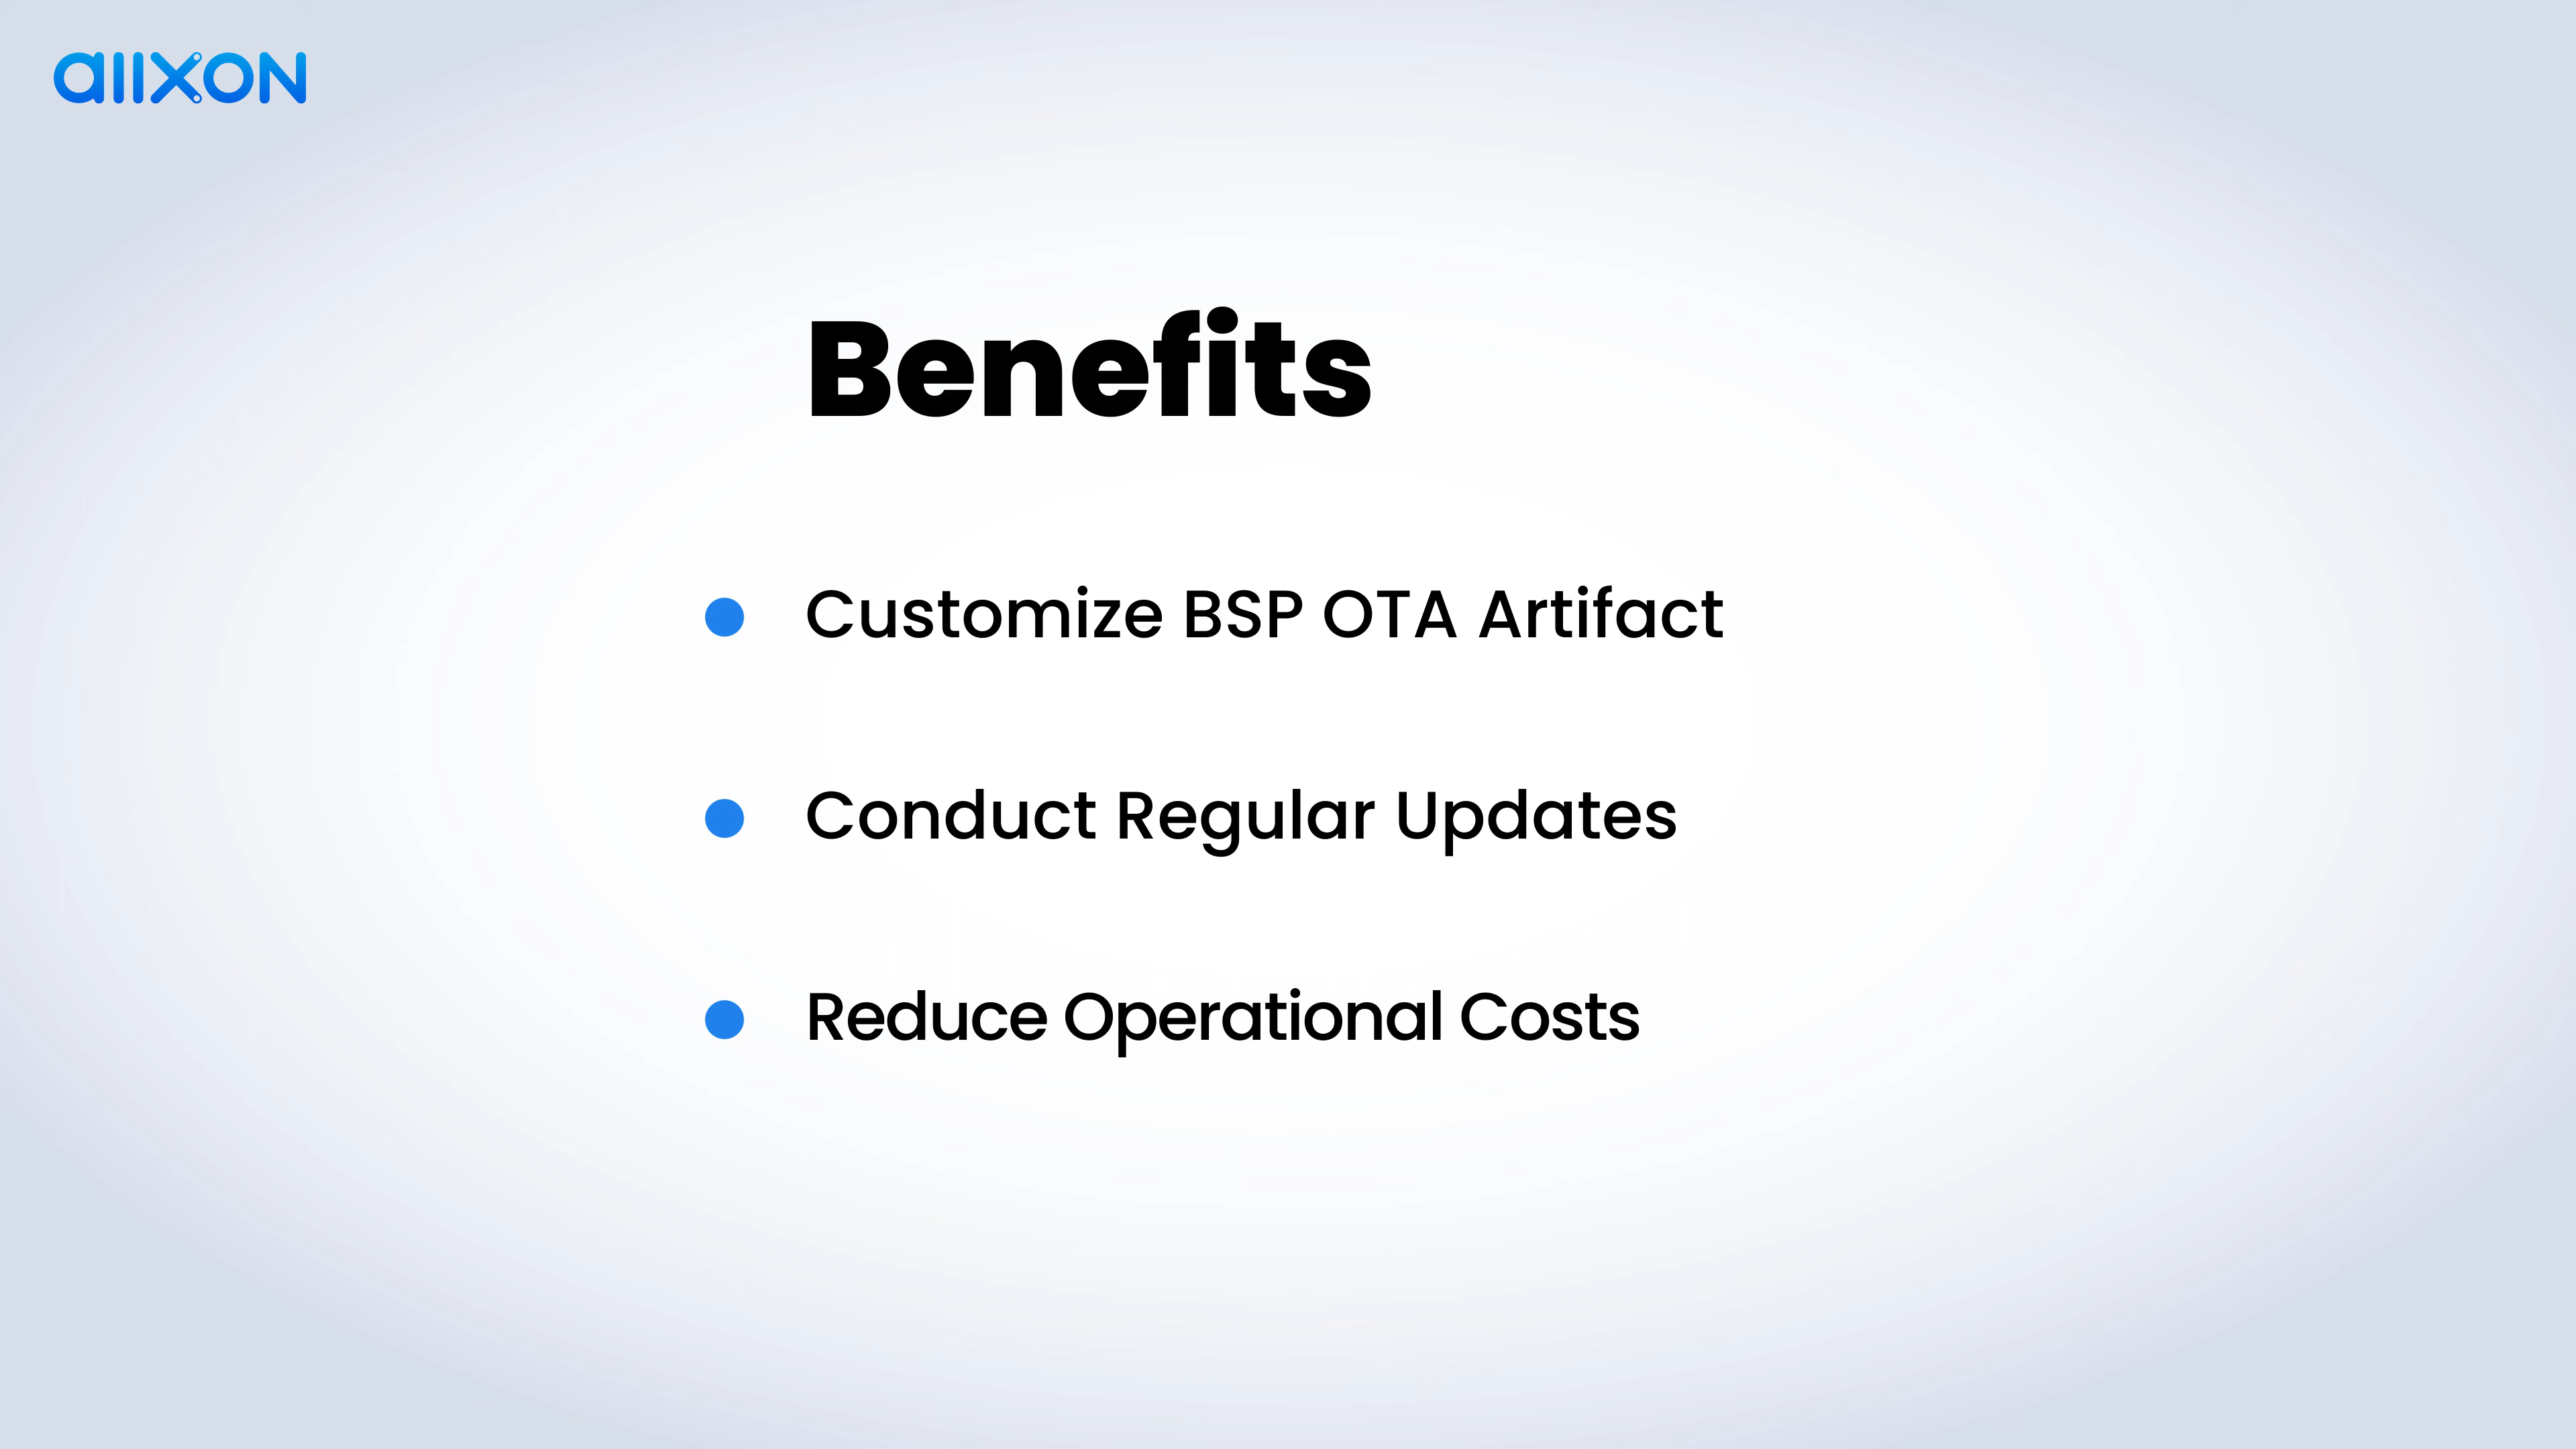 allxon
Benefits
Customize BSP OTA Artifact
Conduct Regular Updates
Reduce Operational Costs